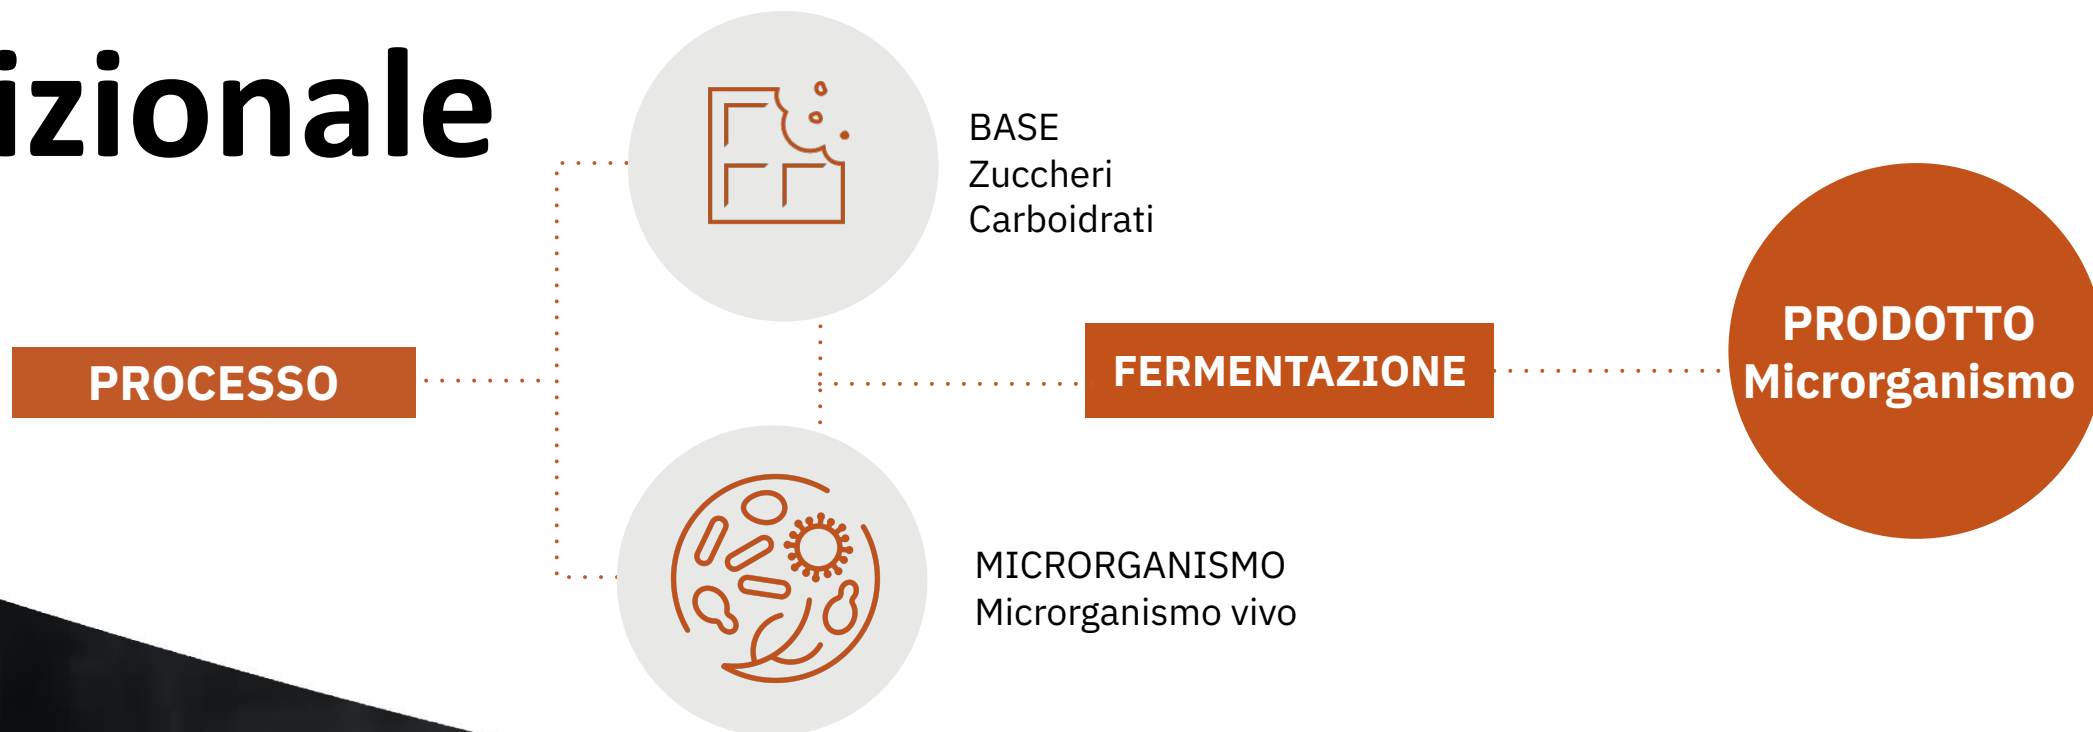 izionale
BASE
Zuccheri
Carboidrati
PROCESSO
FERMENTAZIONE
PRODOTTO
Microrganismo
MICRORGANISMO
Microrganismo vivo